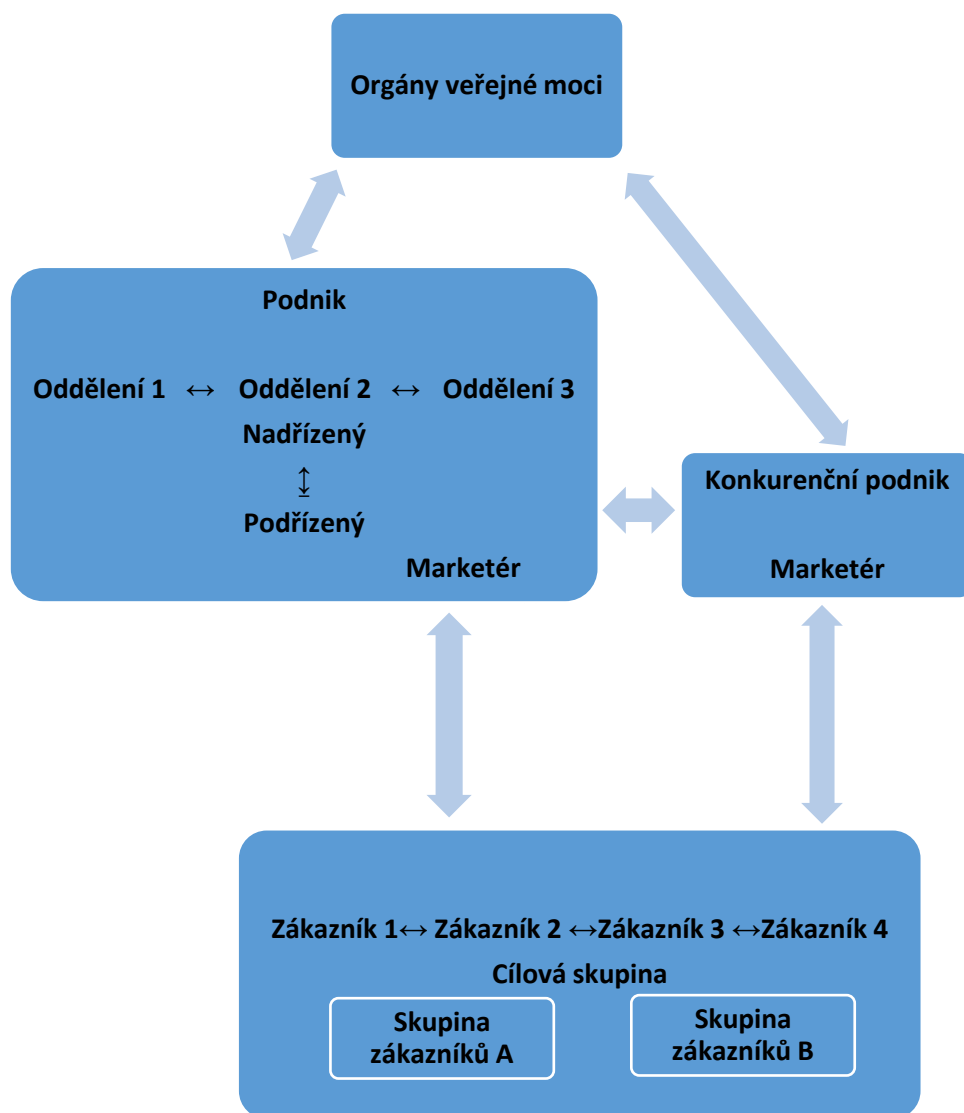 Orgány veřejné moci
Podnik
Oddělení 1 ↔ Oddělení 2 ↔ Oddělení 3
Nadřízený
↕
Podřízený
Marketér
Konkurenční podnik
Marketér
Zákazník 1↔ Zákazník 2 ↔Zákazník 3 ↔Zákazník 4
Cílová skupina
Skupina
zákazníků A
Skupina
zákazníků B